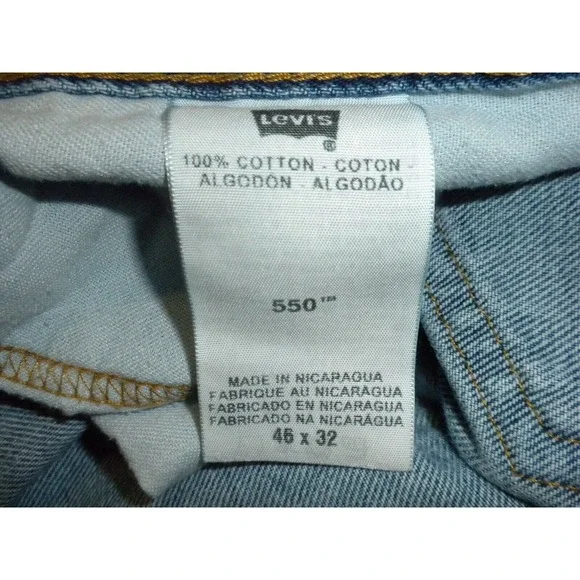 LEVI'S
®
100% COTTON - COTON -
ALGODÓN - ALGODÃO
550™
MADE IN NICARAGUA
FABRIQUE AU NICARAGUA
FABRICADO EN NICARAGUA
FABRICADO NA NICARÁGUA
46 x 32